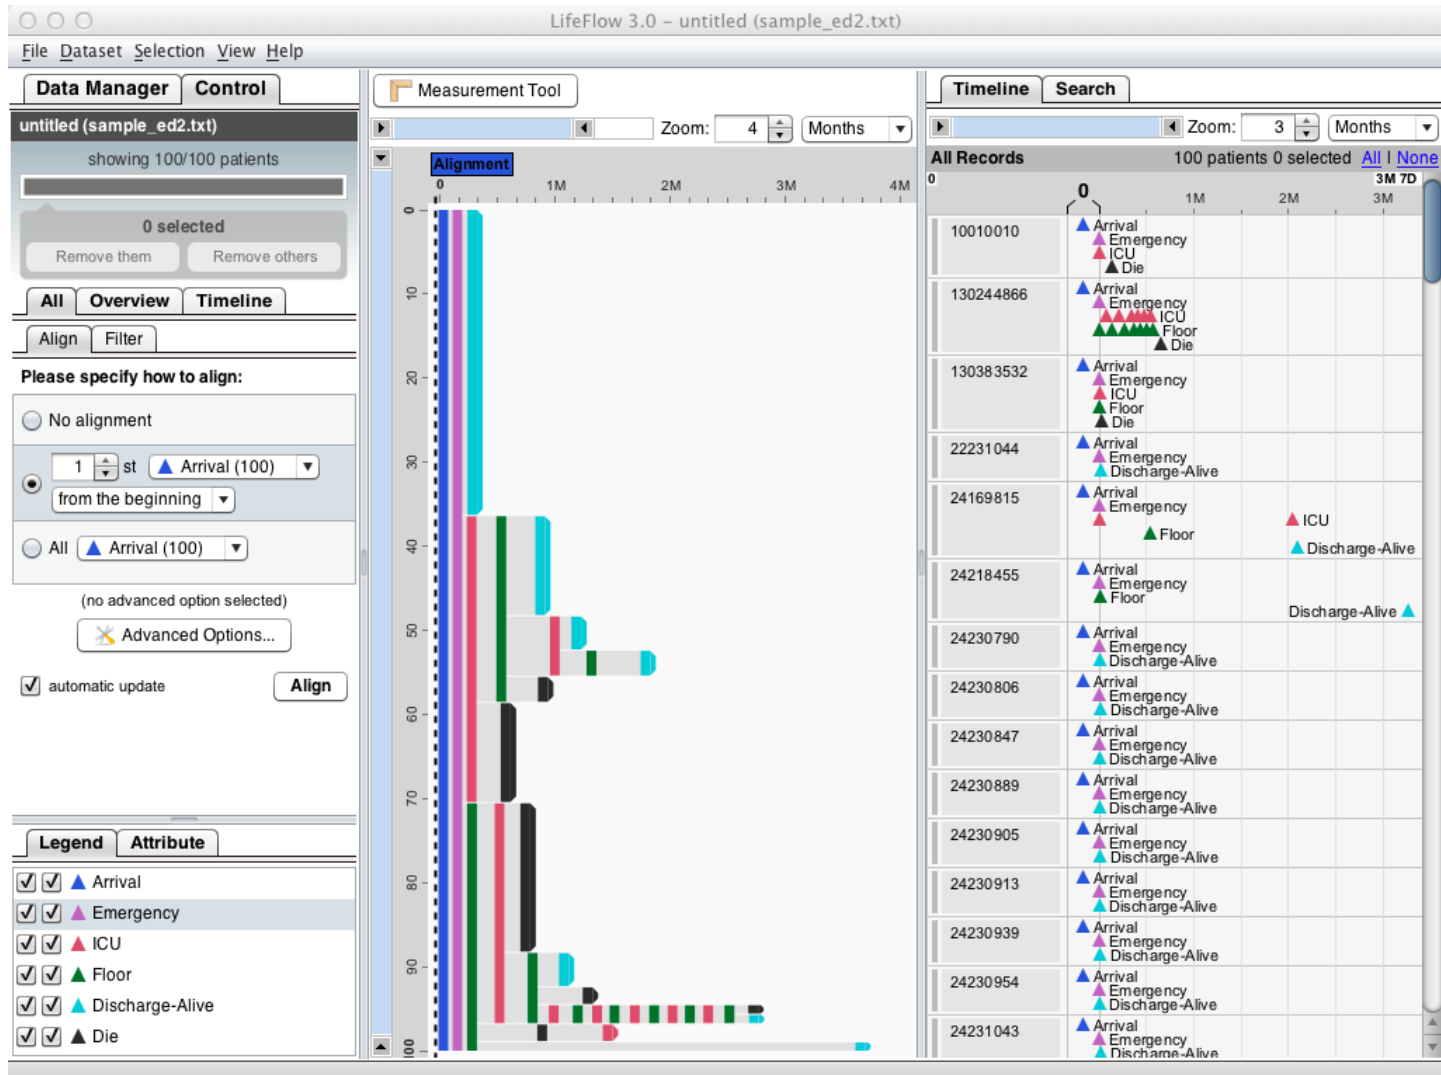 LifeFlow 3.0 – untitled (sample_ed2.txt)
File Dataset Selection View Help
Data Manager Control
untitled (sample_ed2.txt)
showing 100/100 patients
0 selected
Remove them Remove others
All Overview Timeline
Align Filter
Please specify how to align:
No alignment
1 st Arrival (100)
from the beginning
All Arrival (100)
(no advanced option selected)
Advanced Options...
automatic update Align
Legend Attribute
Arrival
Emergency
ICU
Floor
Discharge-Alive
Die
Measurement Tool
Zoom: 4 Months
Alignment
0 1M 2M 3M 4M
0
10
20
30
40
50
60
70
80
90
100
Timeline Search
Zoom: 3 Months
All Records 100 patients 0 selected All | None
0 3M 7D
0 1M 2M 3M
10010010
Arrival
Emergency
ICU
Die
130244866
Arrival
Emergency
ICU
Floor
Die
130383532
Arrival
Emergency
ICU
Floor
Die
22231044
Arrival
Emergency
Discharge-Alive
24169815
Arrival
Emergency
ICU
Floor
Discharge-Alive
24218455
Arrival
Emergency
Floor
Discharge-Alive
24230790
Arrival
Emergency
Discharge-Alive
24230806
Arrival
Emergency
Discharge-Alive
24230847
Arrival
Emergency
Discharge-Alive
24230889
Arrival
Emergency
Discharge-Alive
24230905
Arrival
Emergency
Discharge-Alive
24230913
Arrival
Emergency
Discharge-Alive
24230939
Arrival
Emergency
Discharge-Alive
24230954
Arrival
Emergency
Discharge-Alive
24231043
Arrival
Emergency
Discharge-Alive